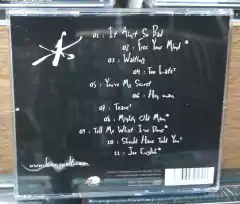 01 : It Ain't So Bad
02 : Free Your Mind*
03 : Waiting
04 : Too Late?
05 : You're My Secret
06 : Hey man
07 : Tears*
08 : Mighty Old Man*
09 : Tell Me What I've Done*
10 : Should Have Told You*
11 : Joe English*